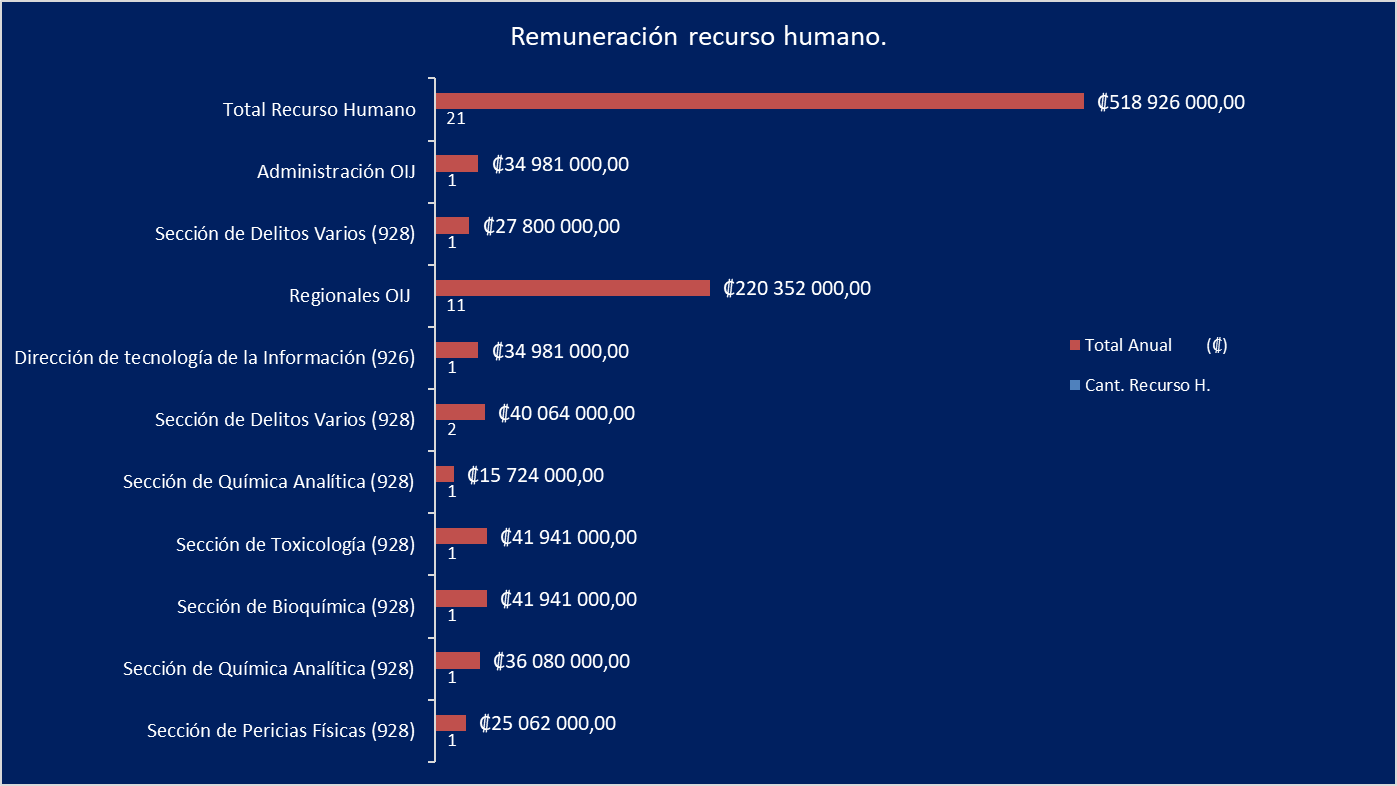 Remuneración recurso humano.
Total Recurso Humano
₡518 926 000,00
21
Administración OIJ
₡34 981 000,00
1
Sección de Delitos Varios (928)
₡27 800 000,00
1
Regionales OIJ
₡220 352 000,00
11
Dirección de tecnología de la Información (926)
₡34 981 000,00
1
Sección de Delitos Varios (928)
₡40 064 000,00
2
Sección de Química Analítica (928)
₡15 724 000,00
1
Sección de Toxicología (928)
₡41 941 000,00
1
Sección de Bioquímica (928)
₡41 941 000,00
1
Sección de Química Analítica (928)
₡36 080 000,00
1
Sección de Pericias Físicas (928)
₡25 062 000,00
1
Total Anual (₡)
Cant. Recurso H.